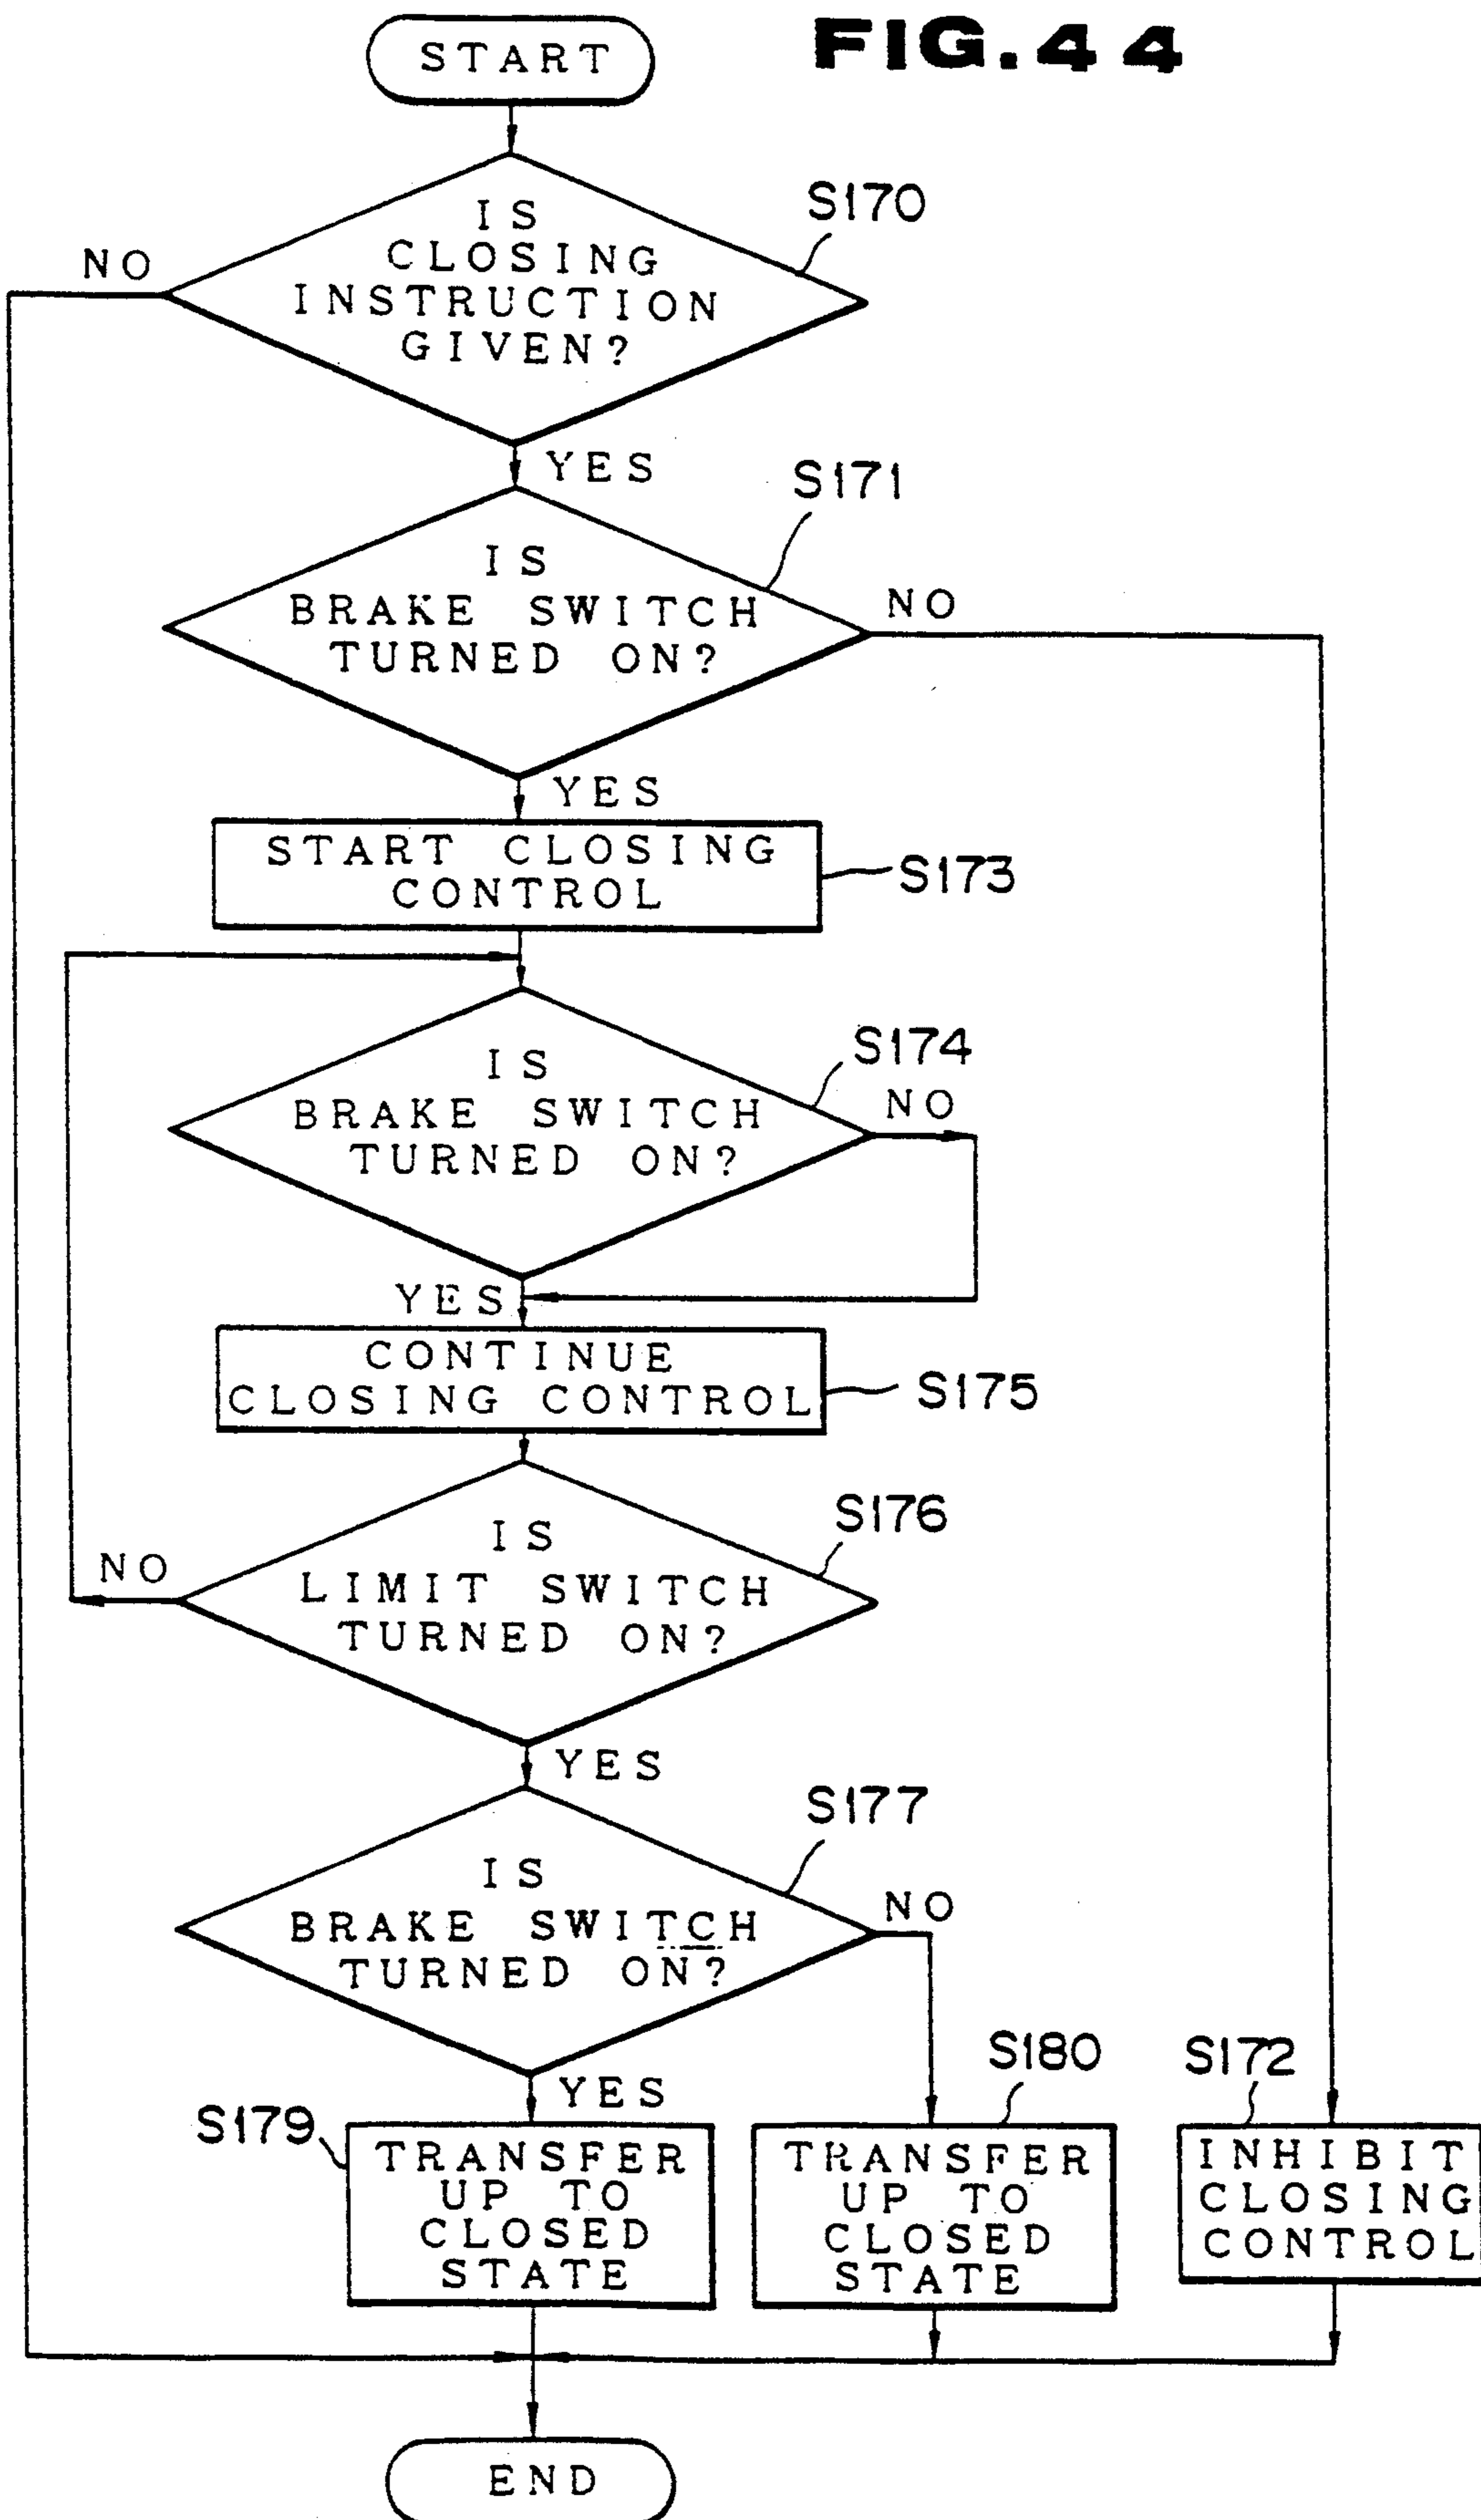 FIG.44
START
S170
IS
CLOSING
INSTRUCTION
GIVEN?
NO
YES
S171
IS
BRAKE SWITCH
TURNED ON?
NO
YES
START CLOSING
CONTROL
S173
S174
IS
BRAKE SWITCH
TURNED ON?
NO
YES
CONTINUE
CLOSING CONTROL
S175
S176
IS
LIMIT SWITCH
TURNED ON?
NO
YES
S177
IS
BRAKE SWITCH
TURNED ON?
NO
YES
S179
TRANSFER
UP TO
CLOSED
STATE
S180
TRANSFER
UP TO
CLOSED
STATE
S172
INHIBIT
CLOSING
CONTROL
END